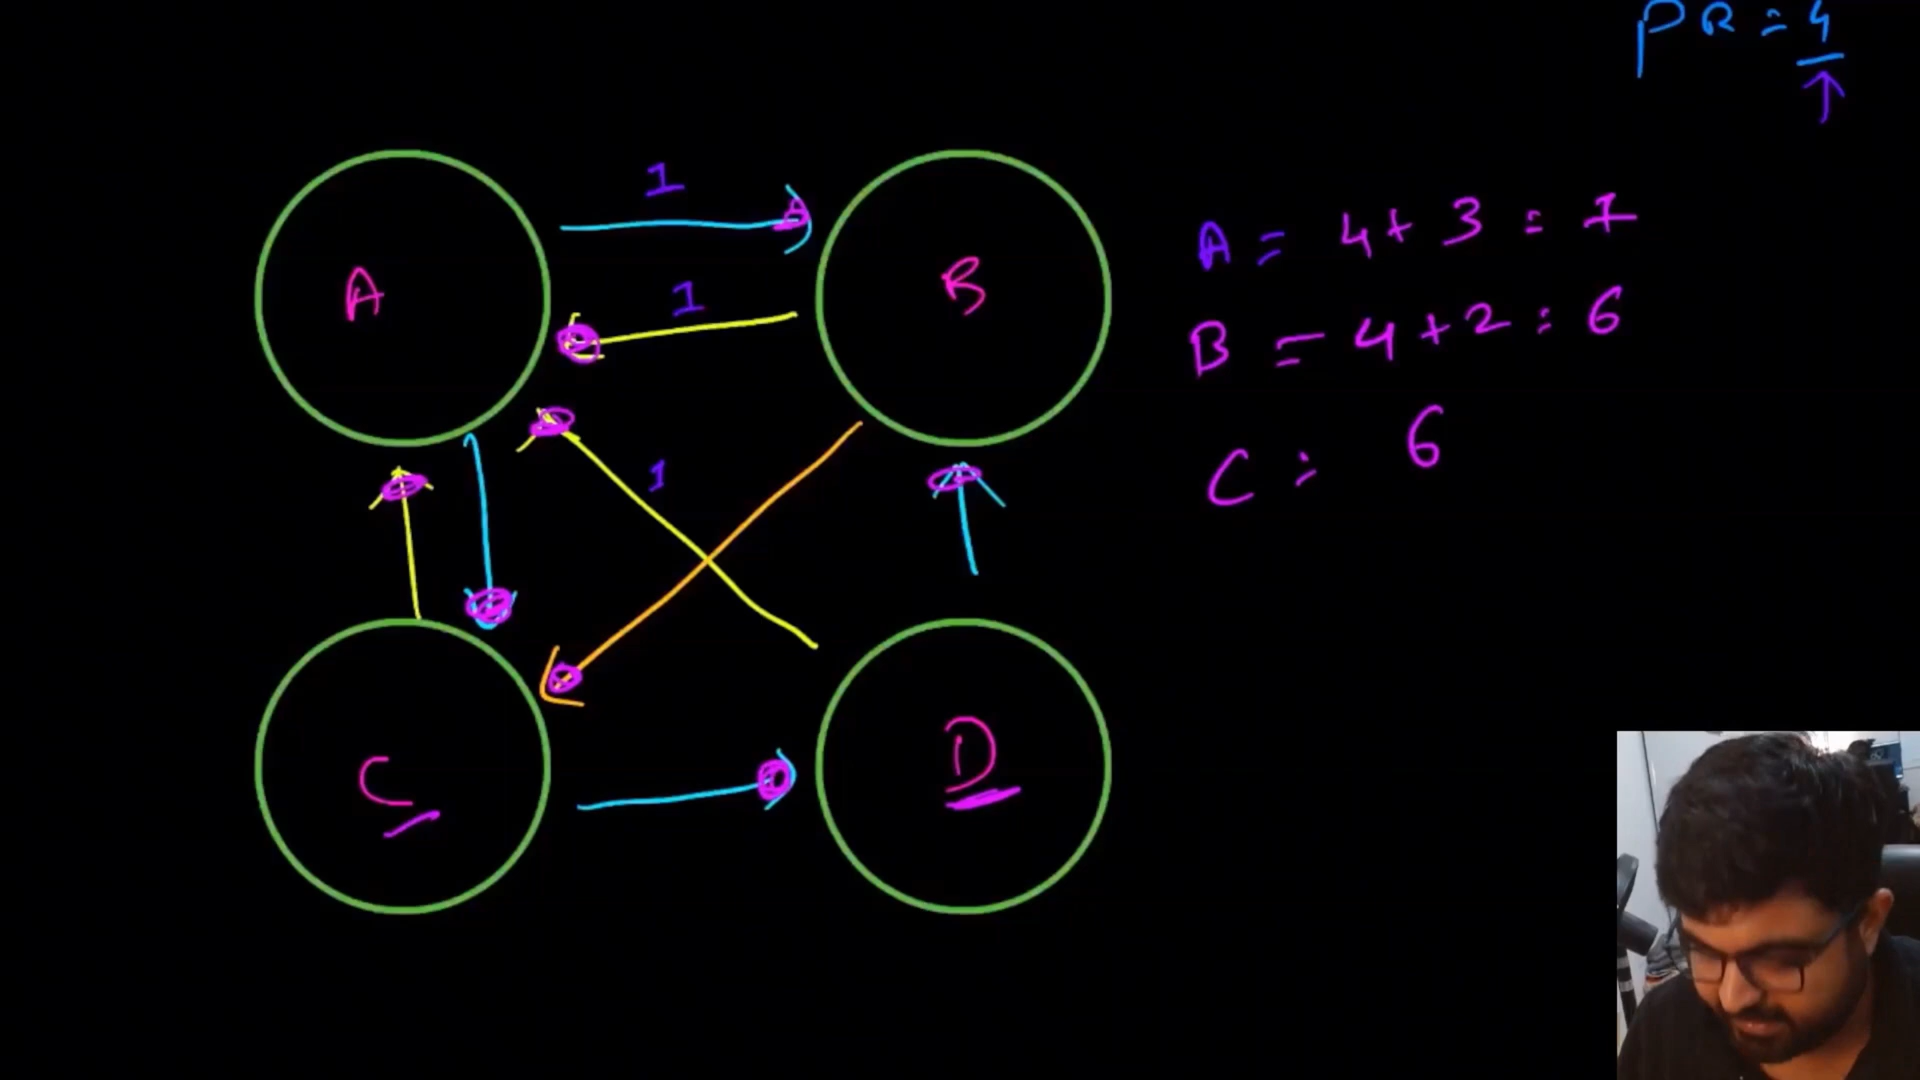 PR = 4
1
A
B
1
A = 4 + 3 = 7
B = 4 + 2 = 6
1
C = 6
C
D